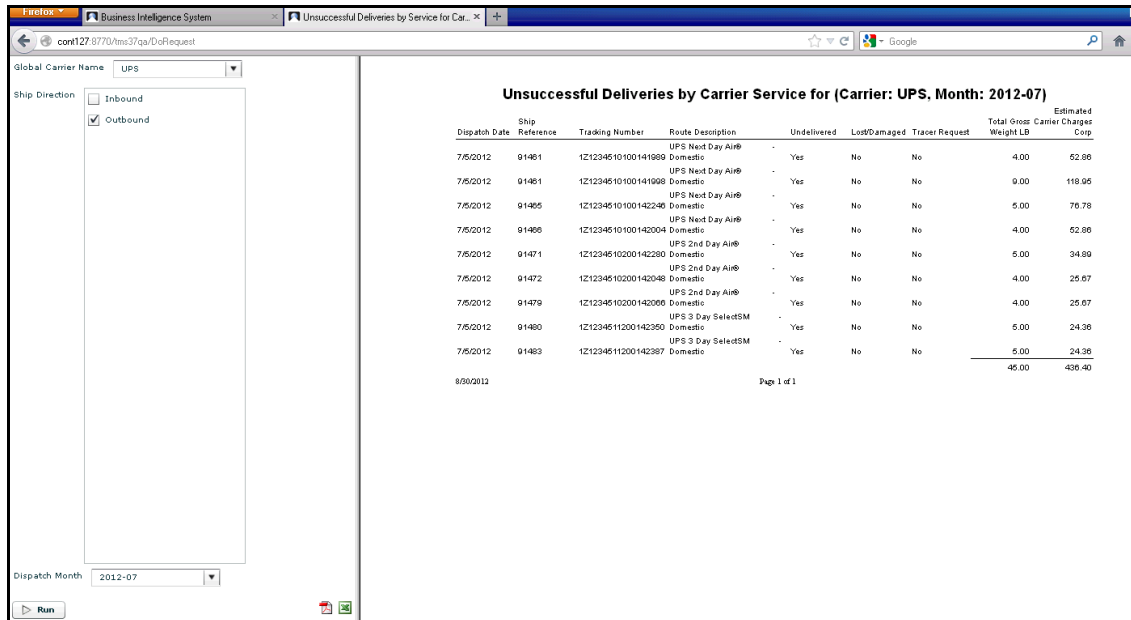 Firefox
Business Intelligence System
Unsuccessful Deliveries by Service for Car...
cont127:8770/tms37qa/DoRequest
Google
Global Carrier Name UPS
Ship Direction
Inbound
Outbound
Dispatch Month 2012-07
Run
Unsuccessful Deliveries by Carrier Service for (Carrier: UPS, Month: 2012-07)
Dispatch Date Ship Reference Tracking Number Route Description Undelivered Lost/Damaged Tracer Request Total Gross Weight LB Estimated Carrier Charges Corp
UPS Next Day Air® -
7/5/2012 91461 1Z1234510100141989 Domestic Yes No No 4.00 52.86
UPS Next Day Air® -
7/5/2012 91461 1Z1234510100141998 Domestic Yes No No 9.00 118.95
UPS Next Day Air® -
7/5/2012 91465 1Z1234510100142246 Domestic Yes No No 5.00 76.78
UPS Next Day Air® -
7/5/2012 91466 1Z1234510100142004 Domestic Yes No No 4.00 52.86
UPS 2nd Day Air® -
7/5/2012 91471 1Z1234510200142280 Domestic Yes No No 5.00 34.89
UPS 2nd Day Air® -
7/5/2012 91472 1Z1234510200142048 Domestic Yes No No 4.00 25.67
UPS 2nd Day Air® -
7/5/2012 91479 1Z1234510200142066 Domestic Yes No No 4.00 25.67
UPS 3 Day SelectSM -
7/5/2012 91480 1Z1234511200142350 Domestic Yes No No 5.00 24.36
UPS 3 Day SelectSM -
7/5/2012 91483 1Z1234511200142387 Domestic Yes No No 5.00 24.36
45.00 436.40
8/30/2012 Page 1 of 1